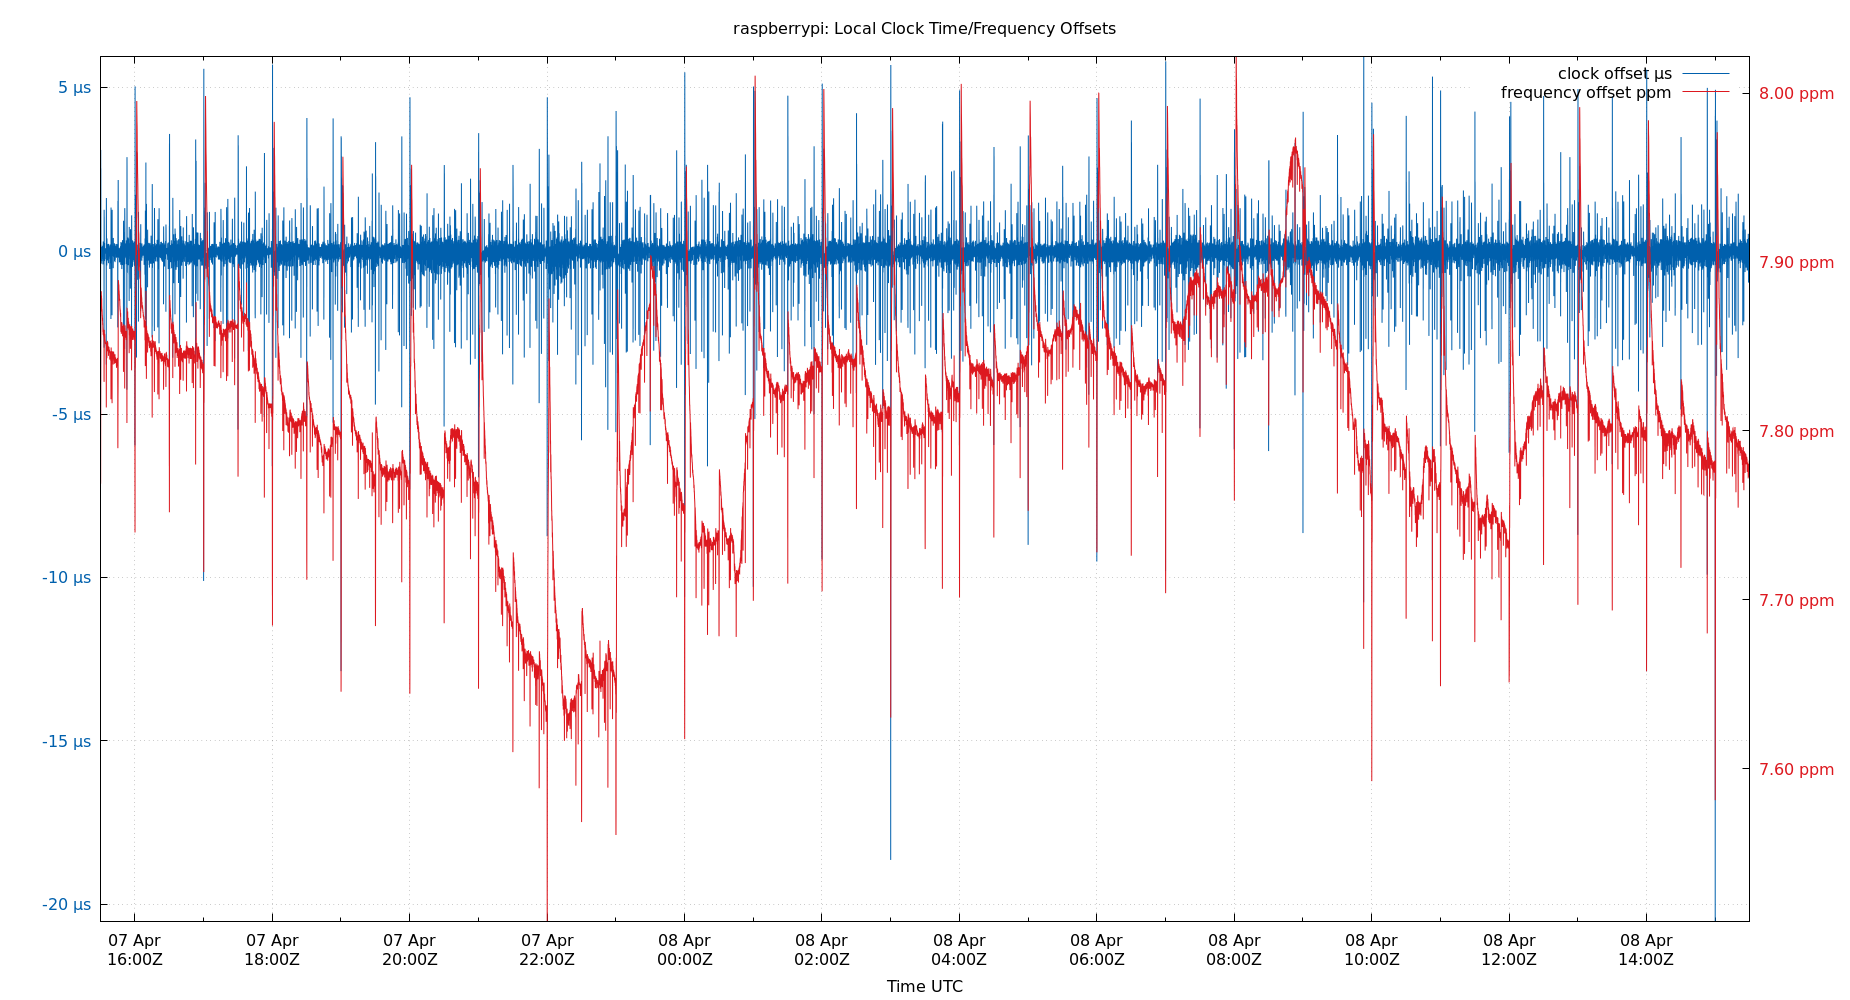 raspberrypi: Local Clock Time/Frequency Offsets
clock offset µs
frequency offset ppm
5 µs
0 µs
-5 µs
-10 µs
-15 µs
-20 µs
8.00 ppm
7.90 ppm
7.80 ppm
7.70 ppm
7.60 ppm
07 Apr 07 Apr 07 Apr 07 Apr 08 Apr 08 Apr 08 Apr 08 Apr 08 Apr 08 Apr 08 Apr 08 Apr
16:00Z 18:00Z 20:00Z 22:00Z 00:00Z 02:00Z 04:00Z 06:00Z 08:00Z 10:00Z 12:00Z 14:00Z
Time UTC